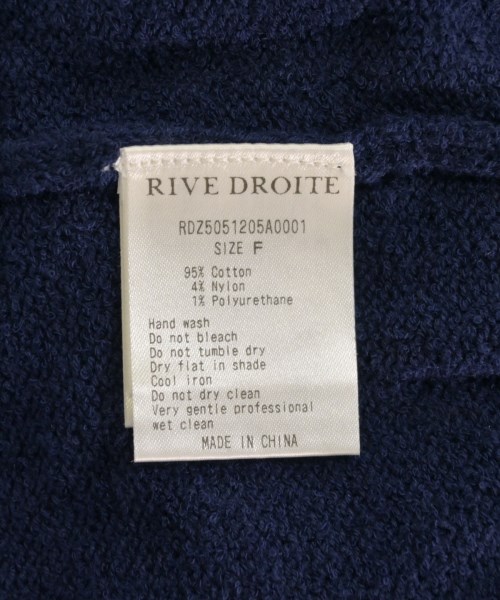 RIVE DROITE
RDZ5051205A0001
SIZE F
95% Cotton
4% Nylon
1% Polyurethane
Hand wash
Do not bleach
Do not tumble dry
Dry flat in shade
Cool iron
Do not dry clean
Very gentle professional
wet clean
MADE IN CHINA